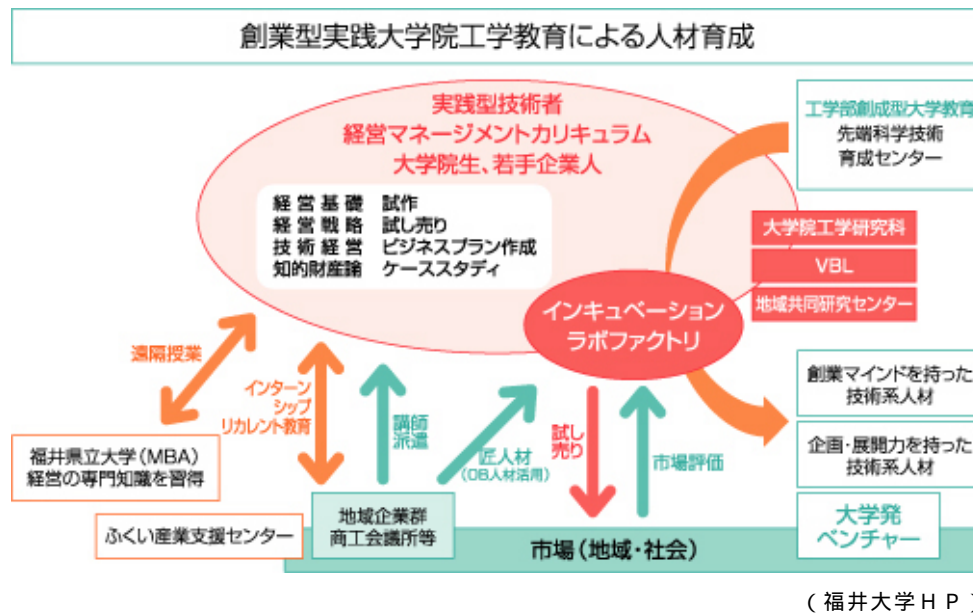 創業型実践大学院工学教育による人材育成
実践型技術者
経営マネージメントカリキュラム
大学院生、若手企業人
経営基礎 試作
経営戦略 試し売り
技術経営 ビジネスプラン作成
知的財産論 ケーススタディ
工学部創成型大学教育
先端科学技術
育成センター
大学院工学研究科
VBL
地域共同研究センター
インキュベーション
ラボファクトリ
遠隔授業
インターン
シップ
リカレント教育
講師
派遣
匠人材
(OB人材活用)
試し
売り
市場評価
創業マインドを持った
技術系人材
企画・展開力を持った
技術系人材
福井県立大学(MBA)
経営の専門知識を習得
ふくい産業支援センター
地域企業群
商工会議所等
市場(地域・社会)
大学発
ベンチャー
(福井大学HP)